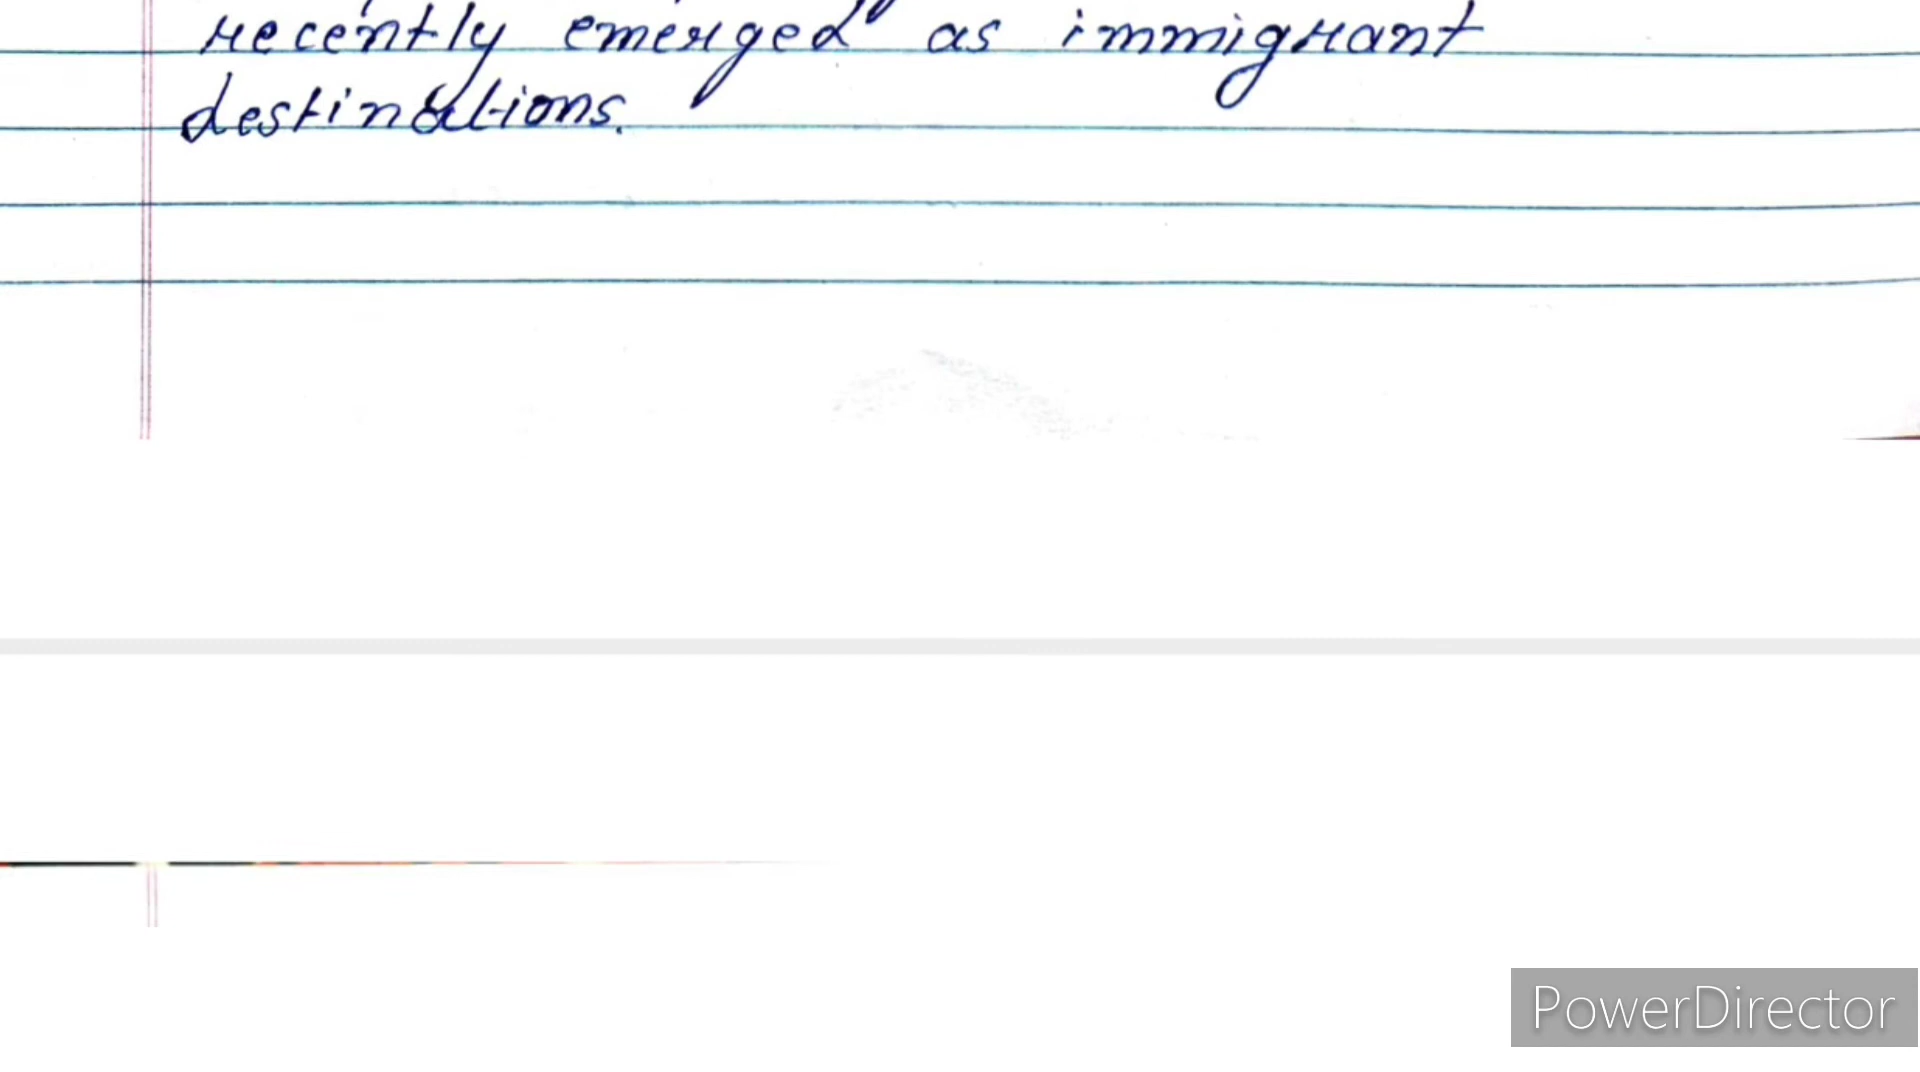 recently emerged as immigrant
destinations.
PowerDirector